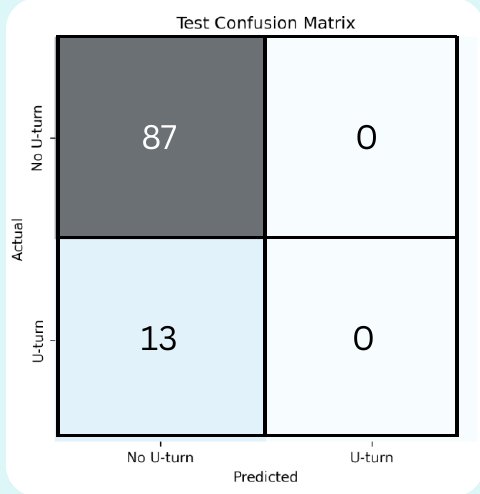 Test Confusion Matrix
No U-turn
87
0
Actual
U-turn
13
0
No U-turn
U-turn
Predicted